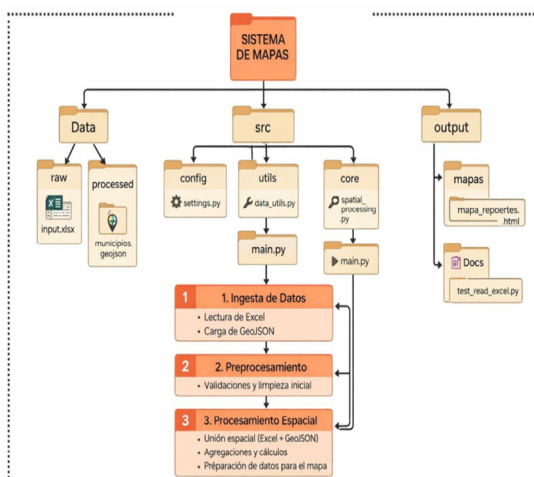 SISTEMA
DE MAPAS
Data
src
output
raw
input.xlsx
processed
municipios.
geojson
config
settings.py
utils
data_utils.py
core
spatial_
processing
.py
mapas
mapa_repoertes.
.html
main.py
main.py
Docs
test_read_excel.py
1
1. Ingesta de Datos
• Lectura de Excel
• Carga de GeoJSON
2
2. Preprocesamiento
• Validaciones y limpieza inicial
3
3. Procesamiento Espacial
• Unión espacial (Excel + GeoJSON)
• Agregaciones y cálculos
• Préparación de datos para el mapa